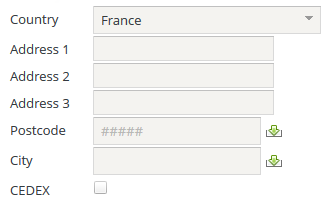 Country France
Address 1
Address 2
Address 3
Postcode #####
City
CEDEX